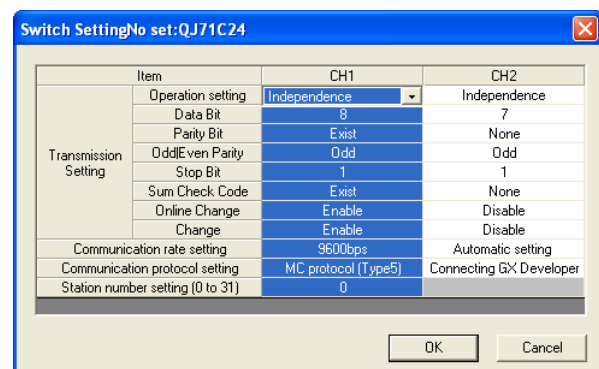 Switch SettingNo set:QJ71C24
Item CH1 CH2
Operation setting Independence Independence
Data Bit 8 7
Parity Bit Exist None
Transmission Setting Odd|Even Parity Odd Odd
Stop Bit 1 1
Sum Check Code Exist None
Online Change Enable Disable
Change Enable Disable
Communication rate setting 9600bps Automatic setting
Communication protocol setting MC protocol (Type5) Connecting GX Developer
Station number setting (0 to 31) 0
OK Cancel